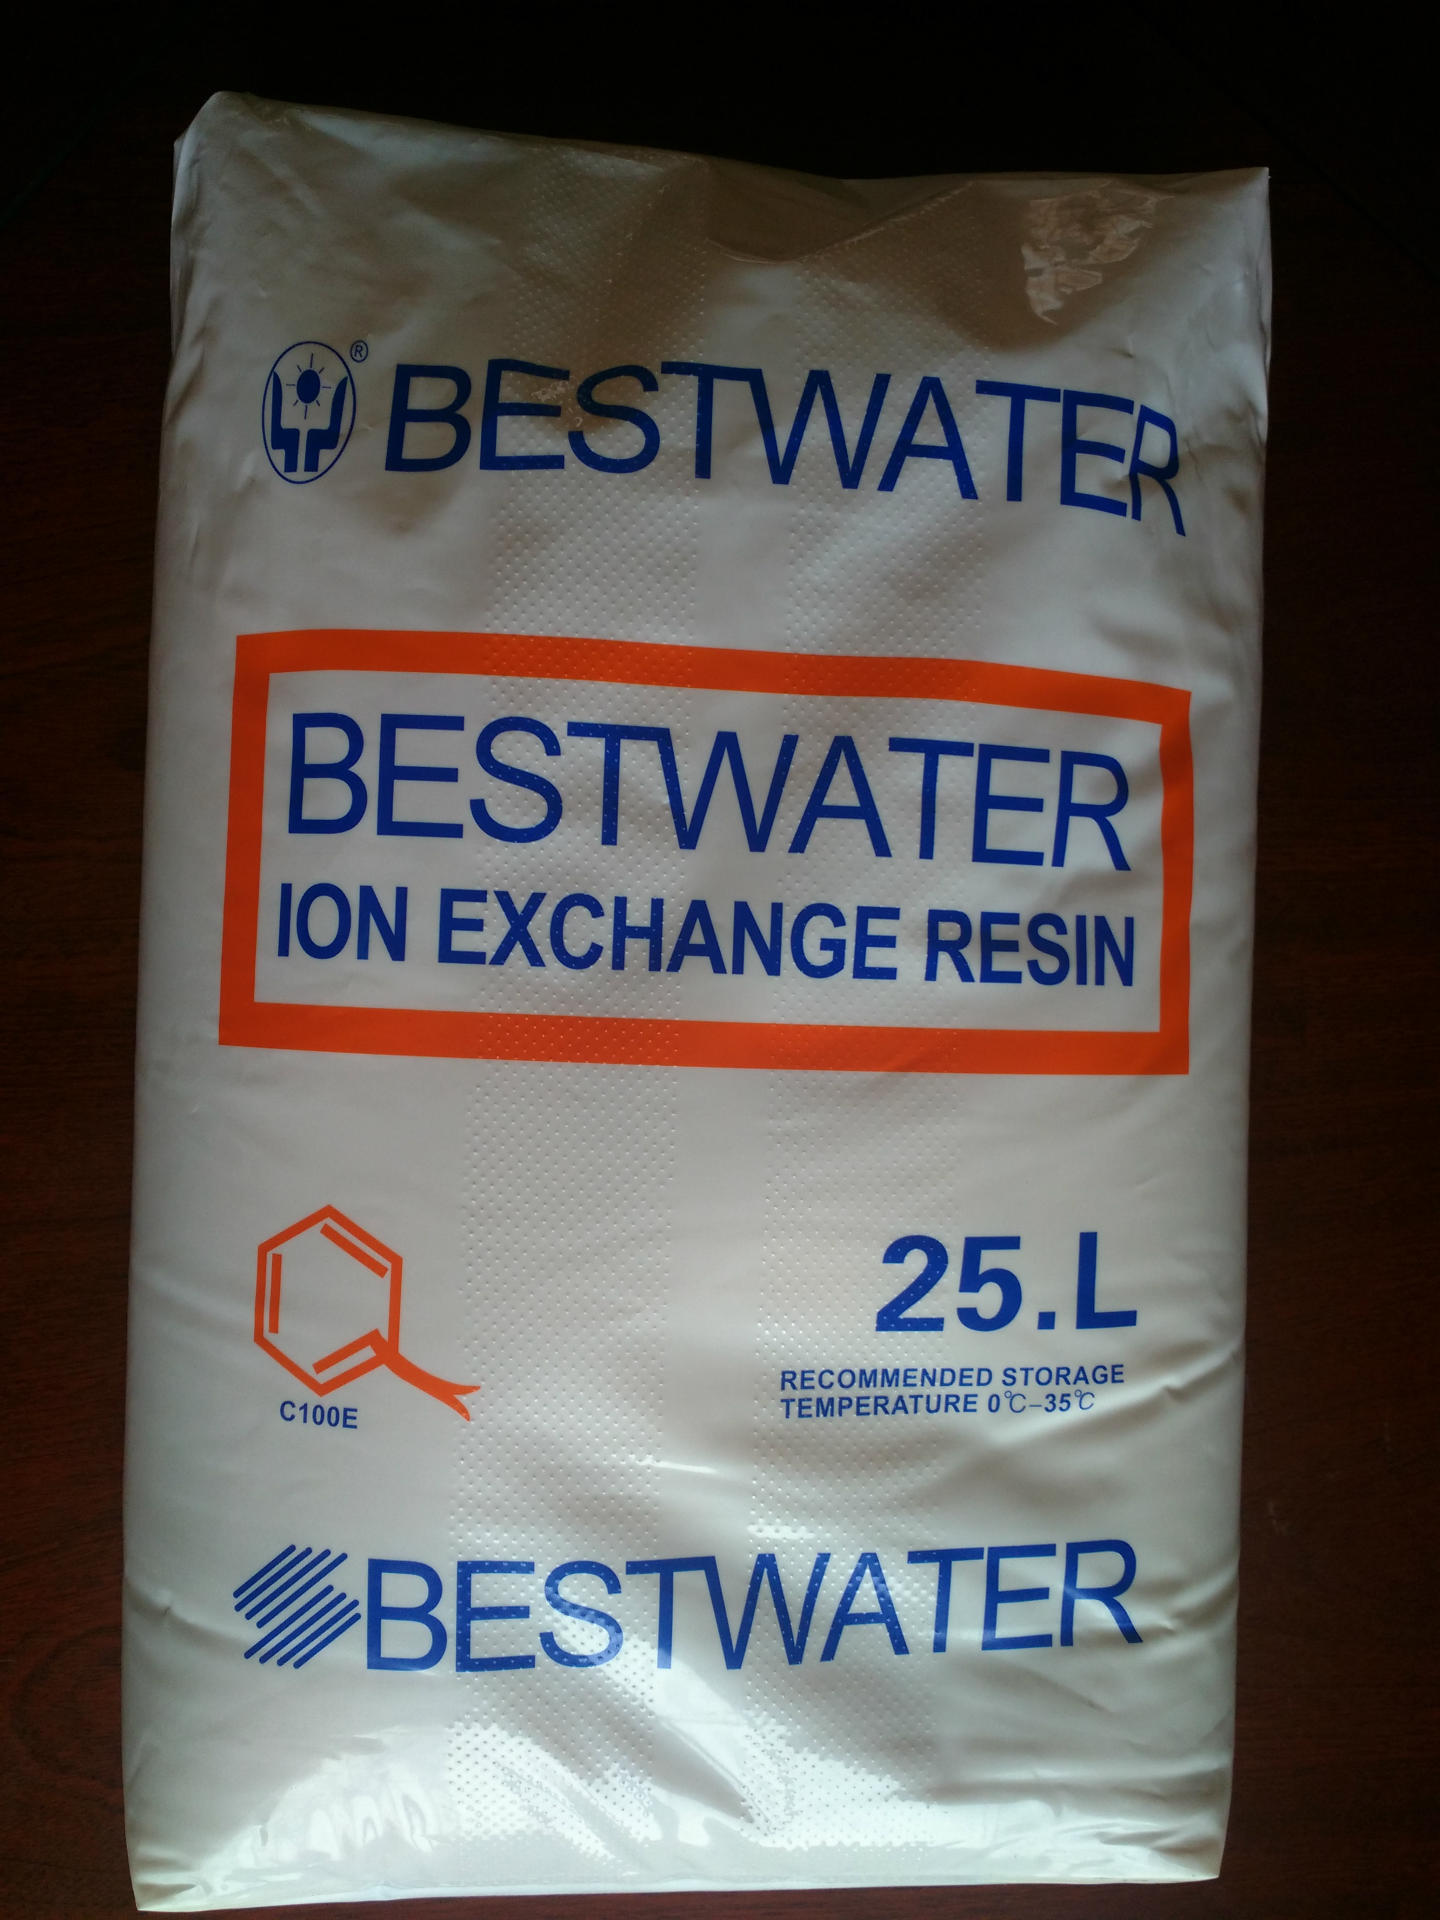 ® BESTWATER
BESTWATER
ION EXCHANGE RESIN
C100E
25.L
RECOMMENDED STORAGE
TEMPERATURE 0℃-35℃
BESTWATER